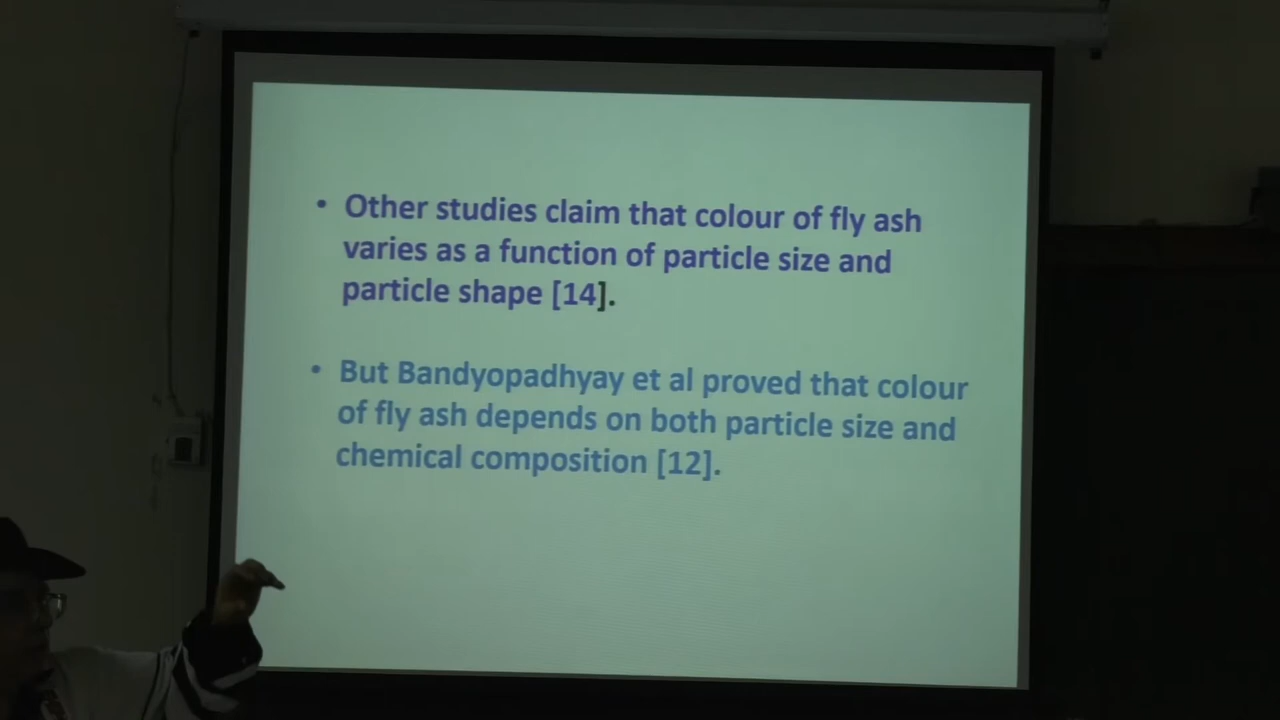 • Other studies claim that colour of fly ash
varies as a function of particle size and
particle shape [14].
• But Bandyopadhyay et al proved that colour
of fly ash depends on both particle size and
chemical composition [12].